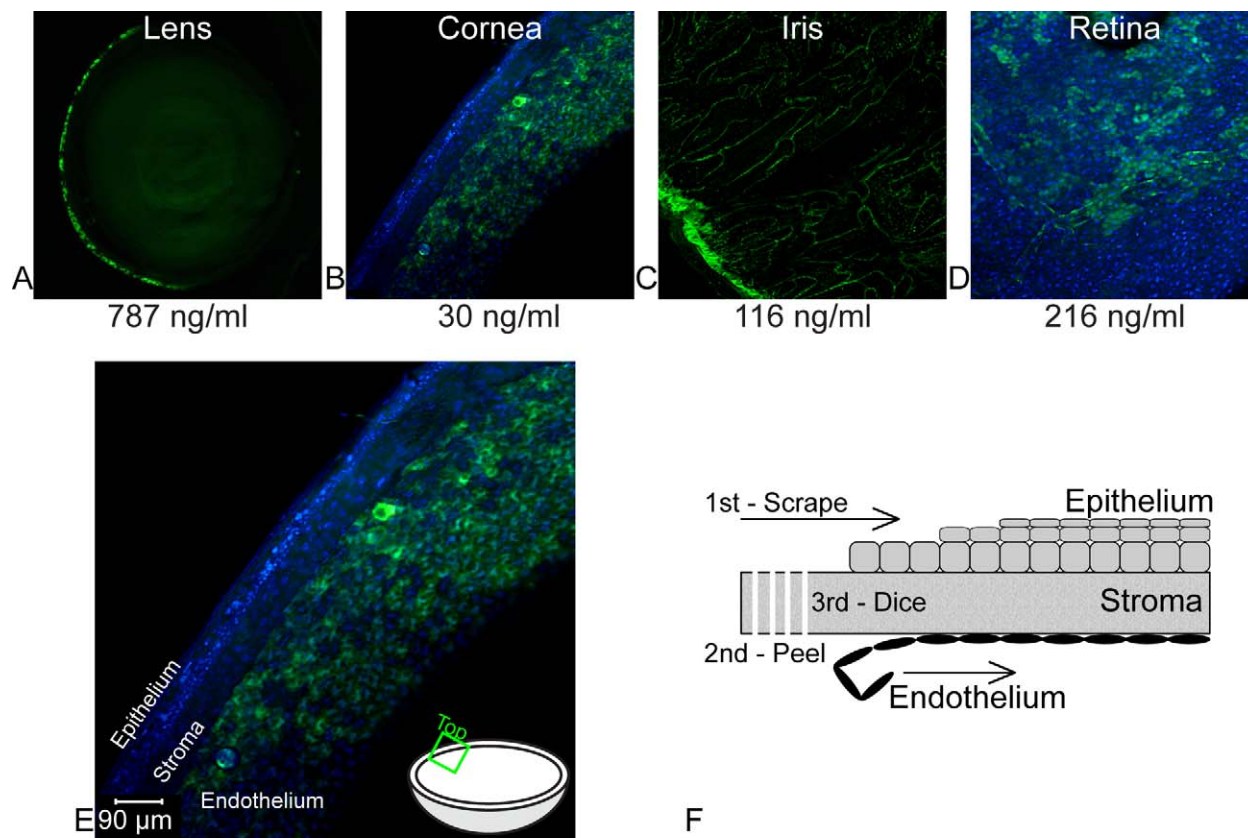 Lens
Cornea
Iris
Retina
A
B
C
D
787 ng/ml
30 ng/ml
116 ng/ml
216 ng/ml
Epithelium
Stroma
Endothelium
Top
E
90 µm
1st - Scrape
Epithelium
3rd - Dice
Stroma
2nd - Peel
Endothelium
F